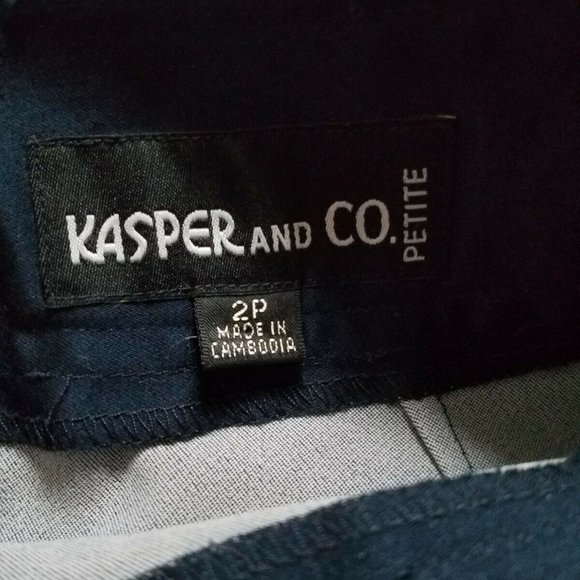 KASPER AND CO. PETITE
2P
MADE IN
CAMBODIA